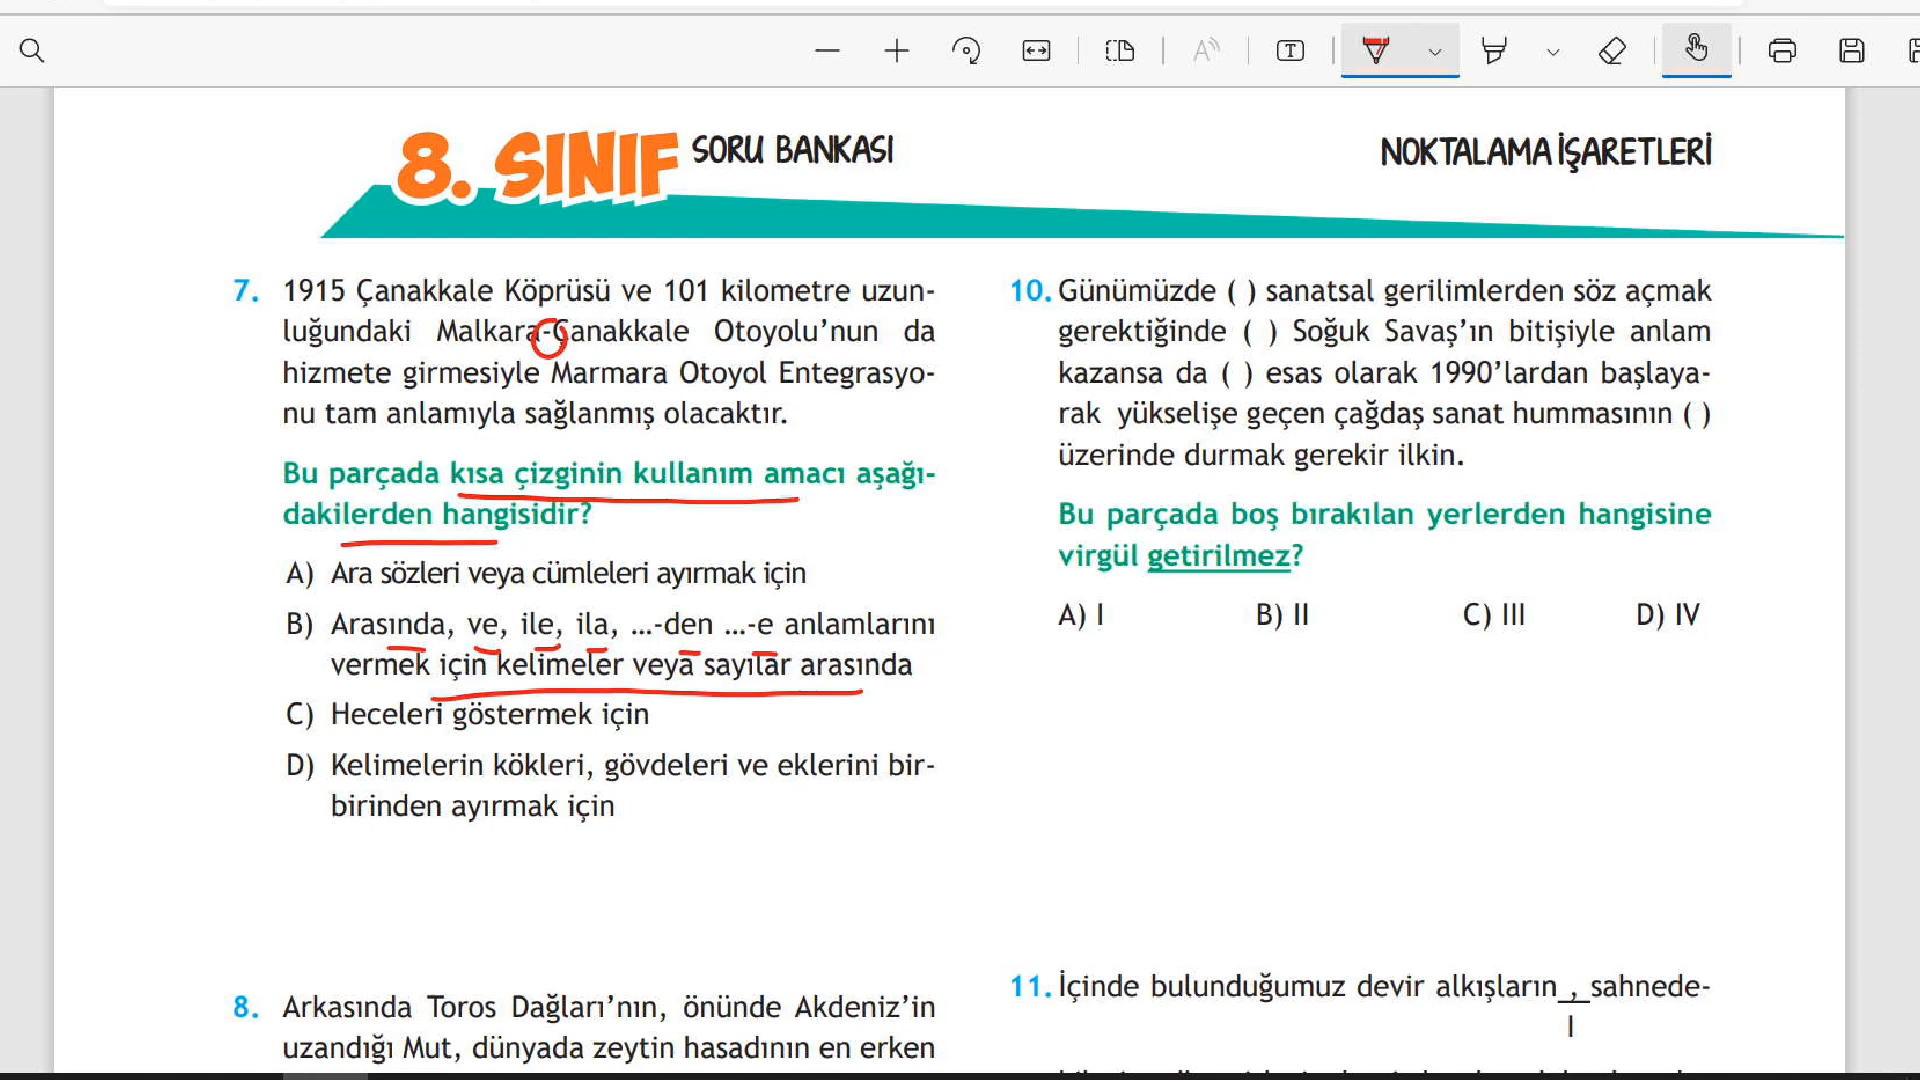 8. SINIF SORU BANKASI
NOKTALAMA İŞARETLERİ
7. 1915 Çanakkale Köprüsü ve 101 kilometre uzun-
luğundaki Malkara-Çanakkale Otoyolu’nun da
hizmete girmesiyle Marmara Otoyol Entegrasyo-
nu tam anlamıyla sağlanmış olacaktır.
Bu parçada kısa çizginin kullanım amacı aşağı-
dakilerden hangisidir?
A) Ara sözleri veya cümleleri ayırmak için
B) Arasında, ve, ile, ila, ...-den ...-e anlamlarını
vermek için kelimeler veya sayılar arasında
C) Heceleri göstermek için
D) Kelimelerin kökleri, gövdeleri ve eklerini bir-
birinden ayırmak için
8. Arkasında Toros Dağları’nın, önünde Akdeniz’in
uzandığı Mut, dünyada zeytin hasadının en erken
10. Günümüzde ( ) sanatsal gerilimlerden söz açmak
gerektiğinde ( ) Soğuk Savaş’ın bitişiyle anlam
kazansa da ( ) esas olarak 1990’lardan başlaya-
rak yükselişe geçen çağdaş sanat hummasının ( )
üzerinde durmak gerekir ilkin.
Bu parçada boş bırakılan yerlerden hangisine
virgül getirilmez?
A) I B) II C) III D) IV
11. İçinde bulunduğumuz devir alkışların , sahnede-
I